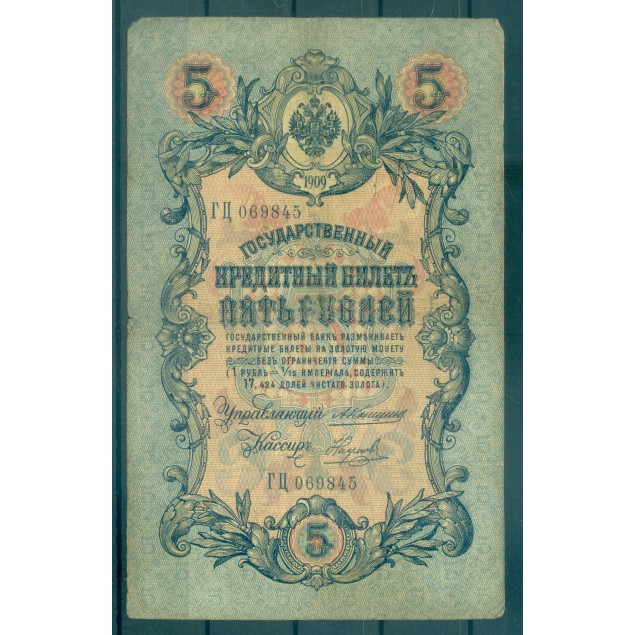 5 5
1909
ГЦ 069845
ГОСУДАРСТВЕННЫЙ
КРЕДИТНЫЙ БИЛЕТЪ
ПЯТЬ РУБЛЕЙ
ГОСУДАРСТВЕННЫЙ БАНКЪ РАЗМѢНИВАЕТЪ
КРЕДИТНЫЕ БИЛЕТЫ НА ЗОЛОТУЮ МОНЕТУ
БЕЗЪ ОГРАНИЧЕНІЯ СУММЫ
(1 РУБЛЬ = 1/15 ИМПЕРІАЛА, СОДЕРЖИТЪ
17,424 ДОЛЕЙ ЧИСТАГО ЗОЛОТА).
Управляющій
Кассиръ
ГЦ 069845
5